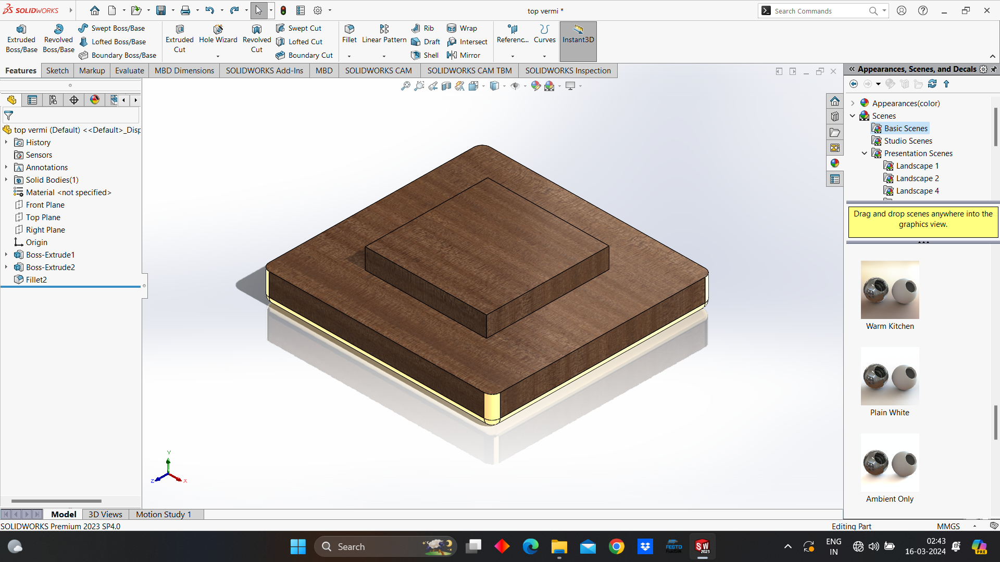 SOLIDWORKS
top vermi *
Search Commands
Extruded Boss/Base
Revolved Boss/Base
Swept Boss/Base
Lofted Boss/Base
Boundary Boss/Base
Extruded Cut
Hole Wizard
Revolved Cut
Swept Cut
Lofted Cut
Boundary Cut
Fillet
Linear Pattern
Rib
Draft
Shell
Wrap
Intersect
Mirror
Referenc...
Curves
Instant3D
Features
Sketch
Markup
Evaluate
MBD Dimensions
SOLIDWORKS Add-Ins
MBD
SOLIDWORKS CAM
SOLIDWORKS CAM TBM
SOLIDWORKS Inspection
top vermi (Default) <<Default>_Disp
History
Sensors
Annotations
Solid Bodies(1)
Material <not specified>
Front Plane
Top Plane
Right Plane
Origin
Boss-Extrude1
Boss-Extrude2
Fillet2
Y
Z
X
Appearances, Scenes, and Decals
Appearances(color)
Scenes
Basic Scenes
Studio Scenes
Presentation Scenes
Landscape 1
Landscape 2
Landscape 4
Drag and drop scenes anywhere into the
graphics view.
Warm Kitchen
Plain White
Ambient Only
Model
3D Views
Motion Study 1
SOLIDWORKS Premium 2023 SP4.0
Editing Part
MMGS
Search
FESTO
SW
2023
ENG
IN
02:43
16-03-2024
PRE